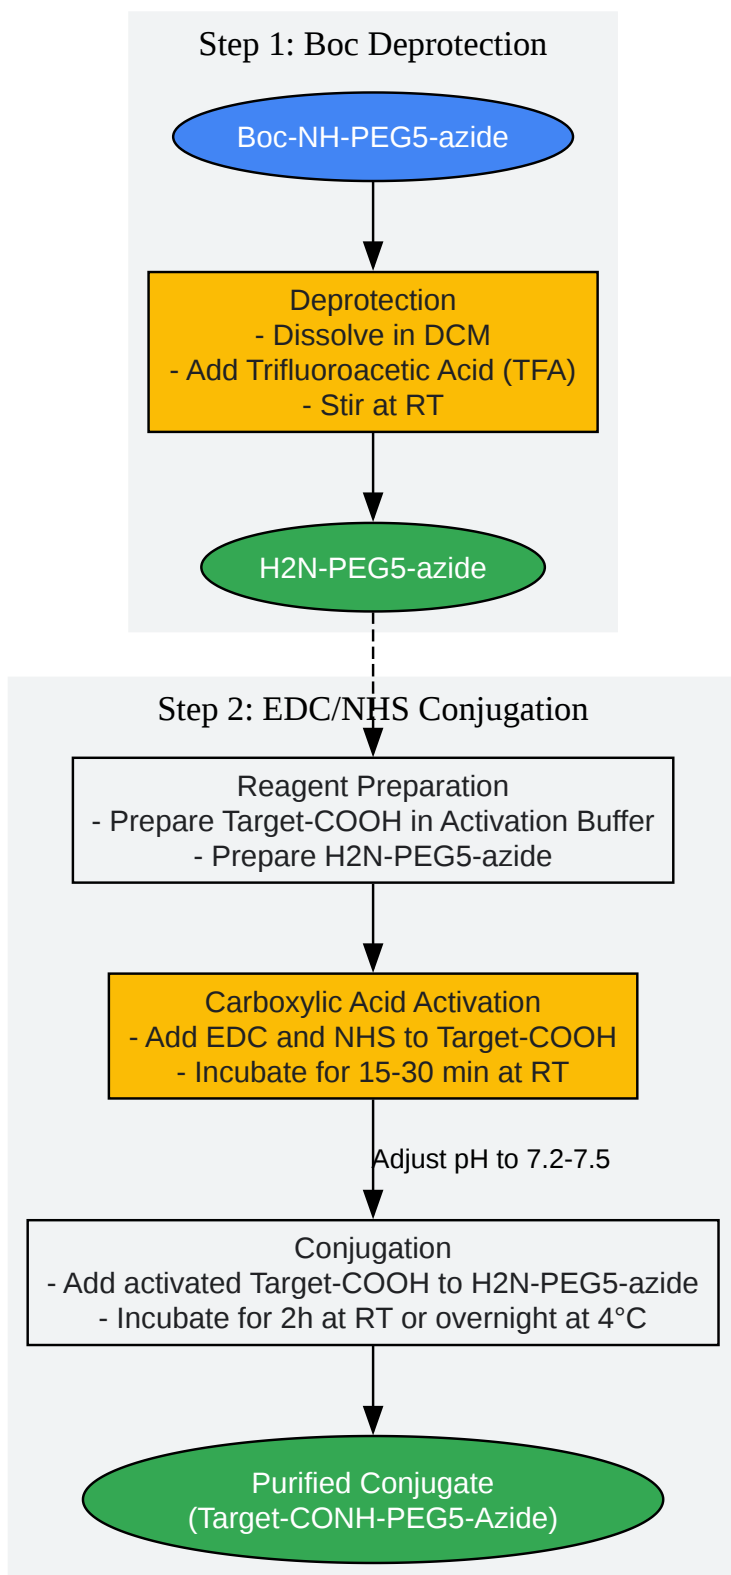 Step 1: Boc Deprotection
Boc-NH-PEG5-azide
Deprotection
- Dissolve in DCM
- Add Trifluoroacetic Acid (TFA)
- Stir at RT
H2N-PEG5-azide
Step 2: EDC/NHS Conjugation
Reagent Preparation
- Prepare Target-COOH in Activation Buffer
- Prepare H2N-PEG5-azide
Carboxylic Acid Activation
- Add EDC and NHS to Target-COOH
- Incubate for 15-30 min at RT
Adjust pH to 7.2-7.5
Conjugation
- Add activated Target-COOH to H2N-PEG5-azide
- Incubate for 2h at RT or overnight at 4°C
Purified Conjugate
(Target-CONH-PEG5-Azide)